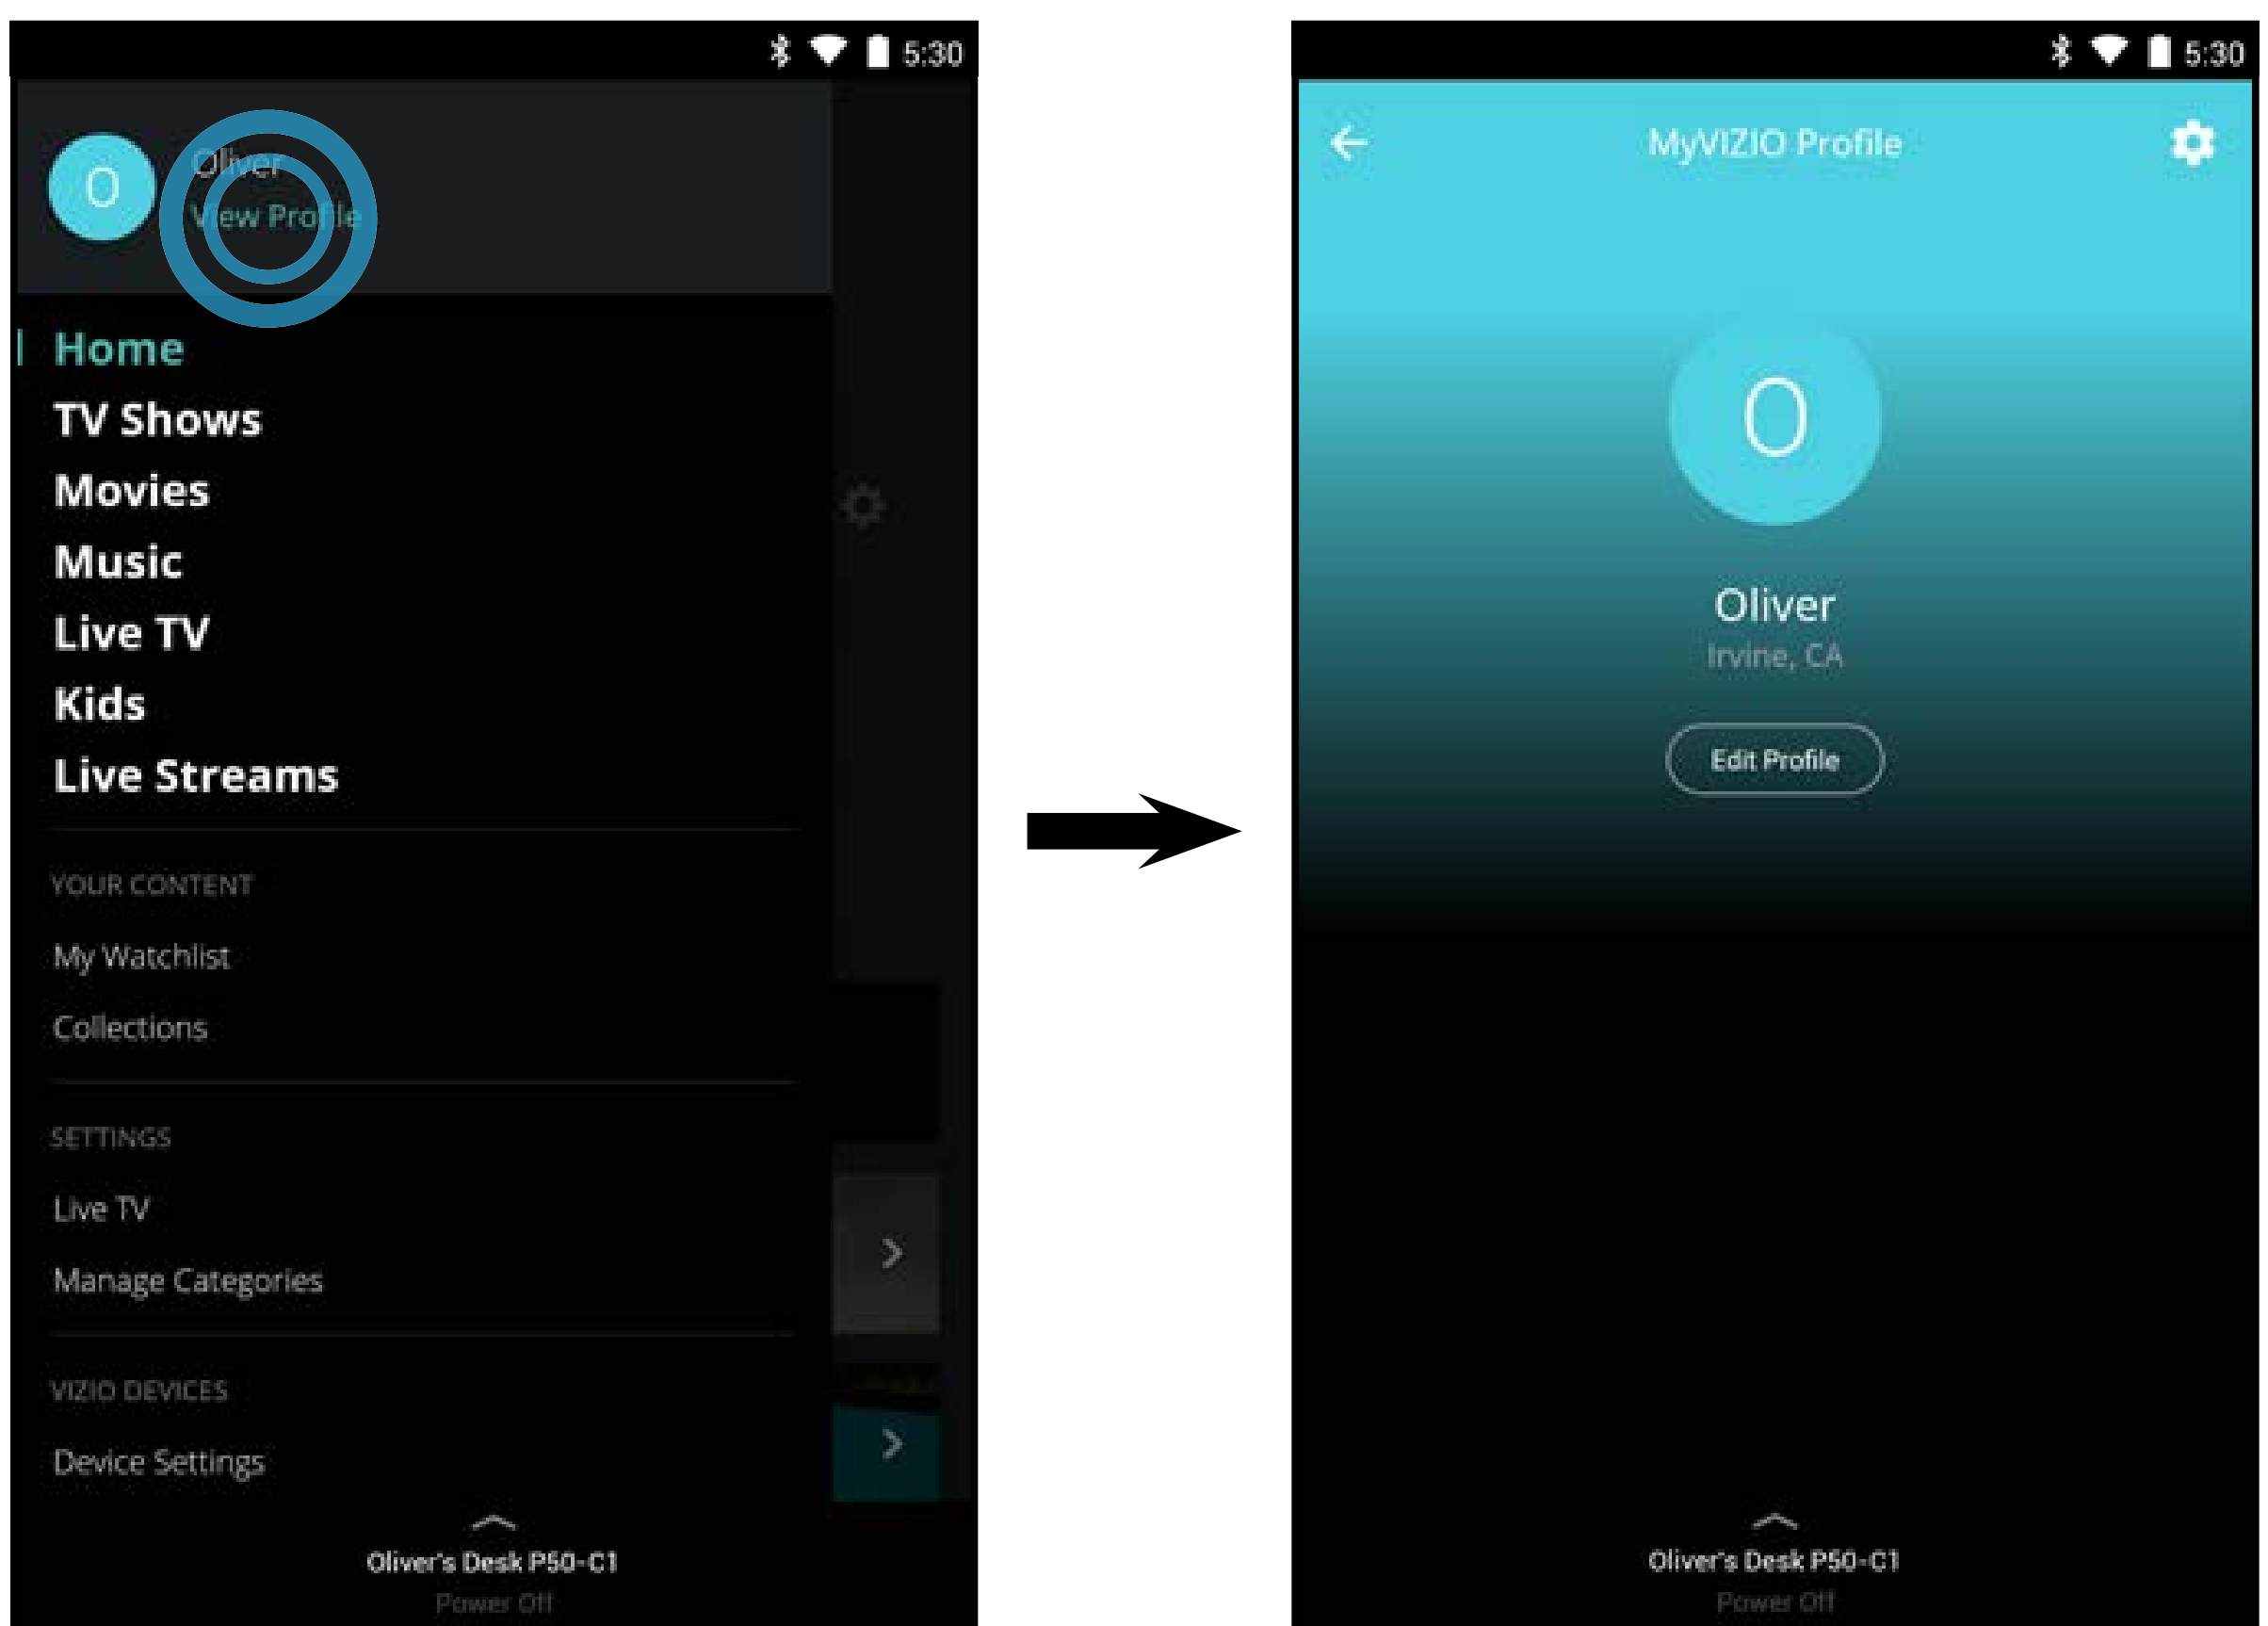 5:30
O
Oliver
View Profile
Home
TV Shows
Movies
Music
Live TV
Kids
Live Streams
YOUR CONTENT
My Watchlist
Collections
SETTINGS
Live TV
Manage Categories
VIZIO DEVICES
Device Settings
Oliver's Desk P50-C1
Power Off
5:30
MyVIZIO Profile
O
Oliver
Irvine, CA
Edit Profile
Oliver's Desk P50-C1
Power Off